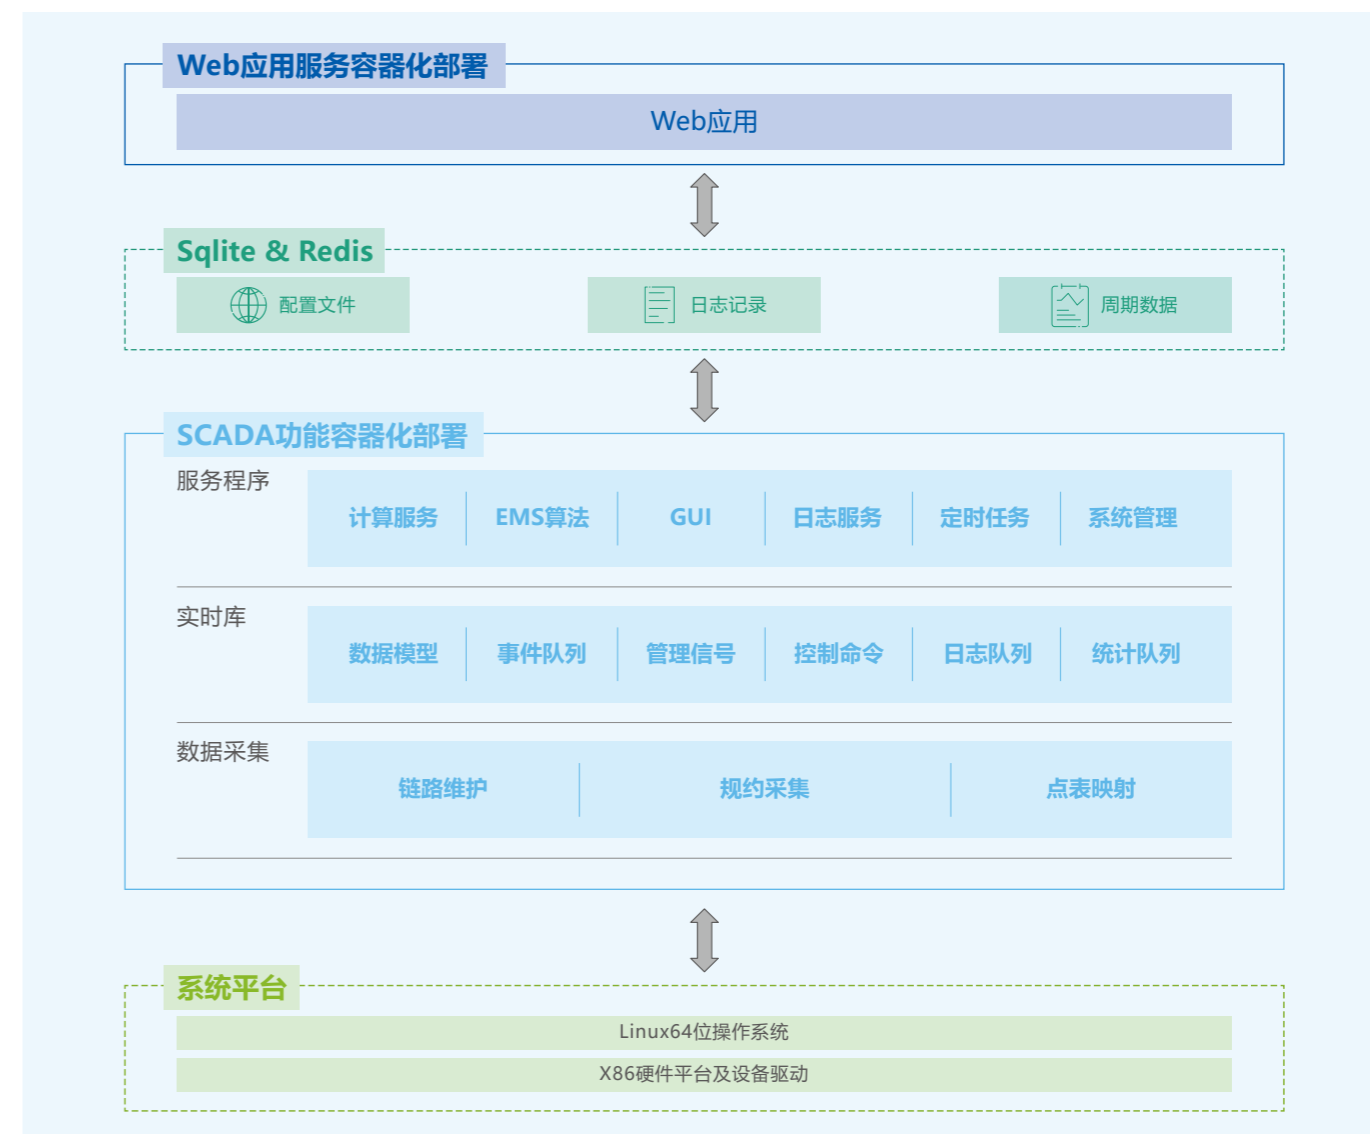 Web应用服务容器化部署
Web应用
Sqlite & Redis
配置文件
日志记录
周期数据
SCADA功能容器化部署
服务程序
计算服务 EMS算法 GUI 日志服务 定时任务 系统管理
实时库
数据模型 事件队列 管理信号 控制命令 日志队列 统计队列
数据采集
链路维护 规约采集 点表映射
系统平台
Linux64位操作系统
X86硬件平台及设备驱动